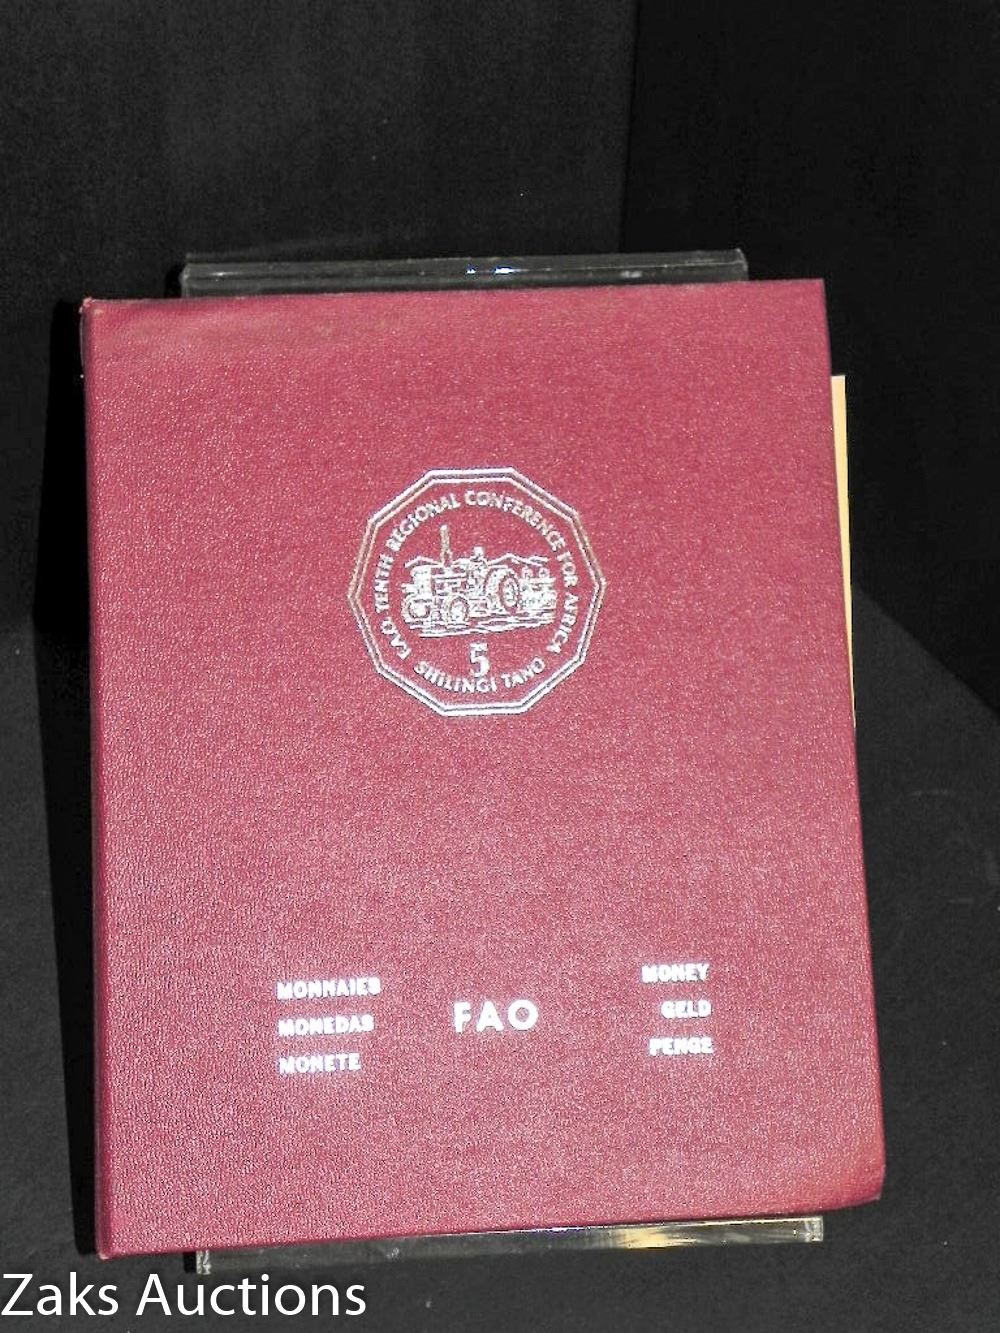 F.A.O. TENTH REGIONAL CONFERENCE FOR AFRICA
5
SHILINGI TANO
MONNAIES
MONEDAS
MONETE
FAO
MONEY
GELD
PENGE
Zaks Auctions